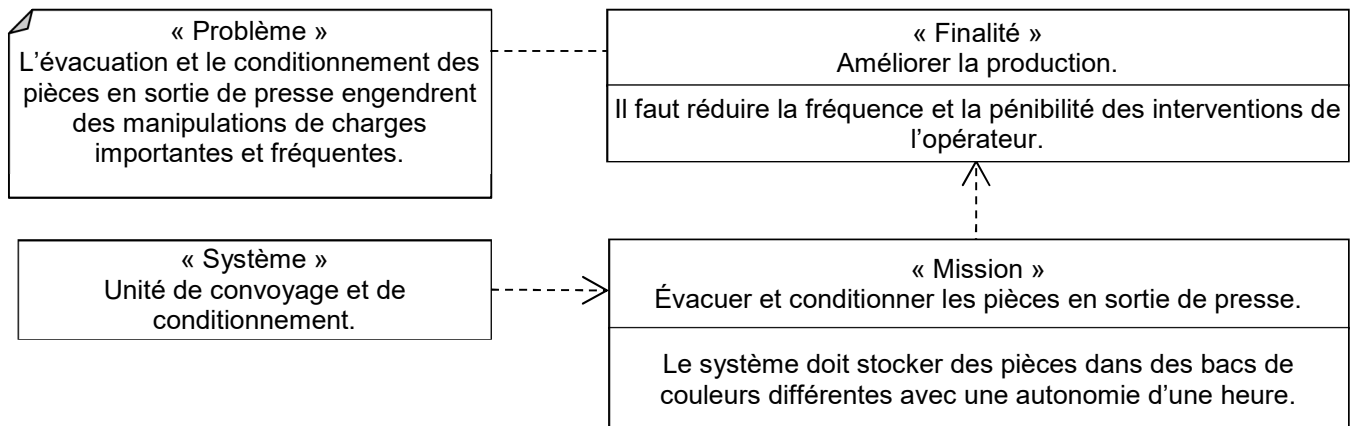 « Problème »
L’évacuation et le conditionnement des
pièces en sortie de presse engendrent
des manipulations de charges
importantes et fréquentes.
« Finalité »
Améliorer la production.
Il faut réduire la fréquence et la pénibilité des interventions de
l’opérateur.
« Système »
Unité de convoyage et de
conditionnement.
« Mission »
Évacuer et conditionner les pièces en sortie de presse.
Le système doit stocker des pièces dans des bacs de
couleurs différentes avec une autonomie d’une heure.